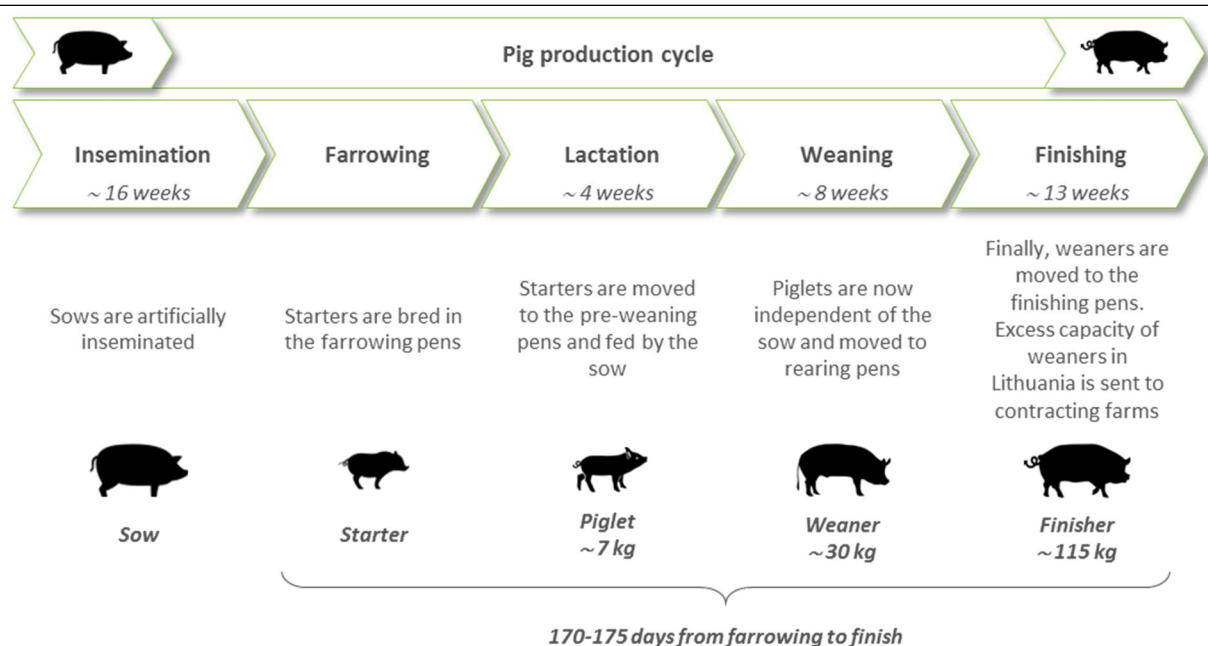 Pig production cycle
Insemination
~ 16 weeks
Farrowing
Lactation
~ 4 weeks
Weaning
~ 8 weeks
Finishing
~ 13 weeks
Sows are artificially
inseminated
Starters are bred in
the farrowing pens
Starters are moved
to the pre-weaning
pens and fed by the
sow
Piglets are now
independent of the
sow and moved to
rearing pens
Finally, weaners are
moved to the
finishing pens.
Excess capacity of
weaners in
Lithuania is sent to
contracting farms
Sow
Starter
Piglet
~ 7 kg
Weaner
~ 30 kg
Finisher
~ 115 kg
170-175 days from farrowing to finish